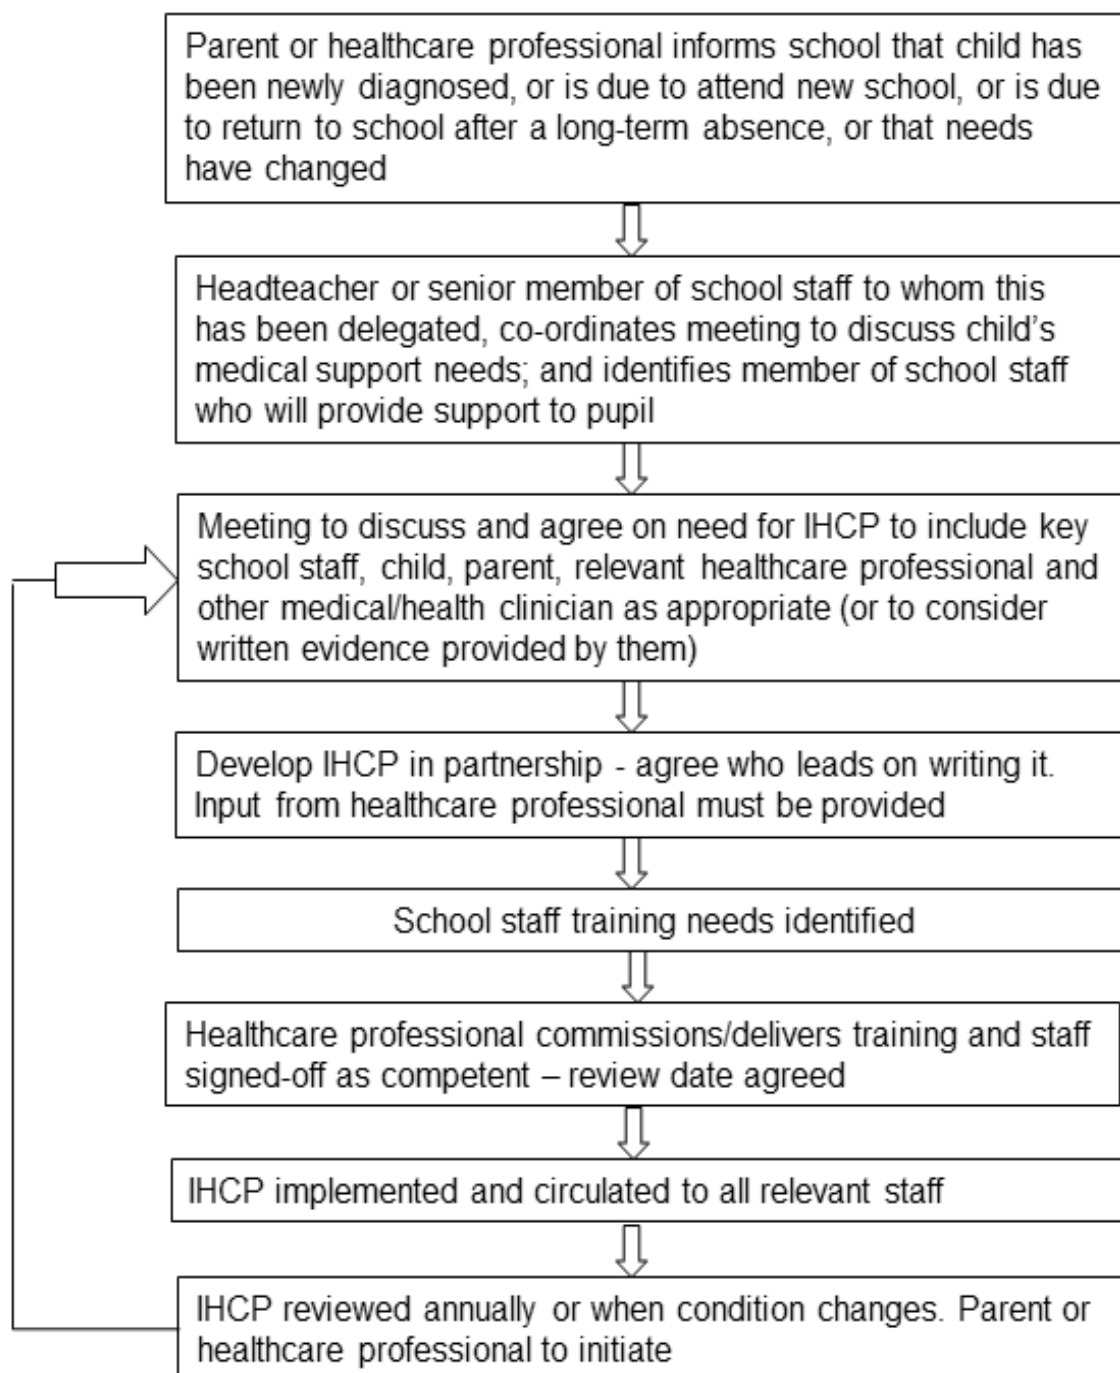 Parent or healthcare professional informs school that child has
been newly diagnosed, or is due to attend new school, or is due
to return to school after a long-term absence, or that needs
have changed
Headteacher or senior member of school staff to whom this
has been delegated, co-ordinates meeting to discuss child’s
medical support needs; and identifies member of school staff
who will provide support to pupil
Meeting to discuss and agree on need for IHCP to include key
school staff, child, parent, relevant healthcare professional and
other medical/health clinician as appropriate (or to consider
written evidence provided by them)
Develop IHCP in partnership - agree who leads on writing it.
Input from healthcare professional must be provided
School staff training needs identified
Healthcare professional commissions/delivers training and staff
signed-off as competent – review date agreed
IHCP implemented and circulated to all relevant staff
IHCP reviewed annually or when condition changes. Parent or
healthcare professional to initiate